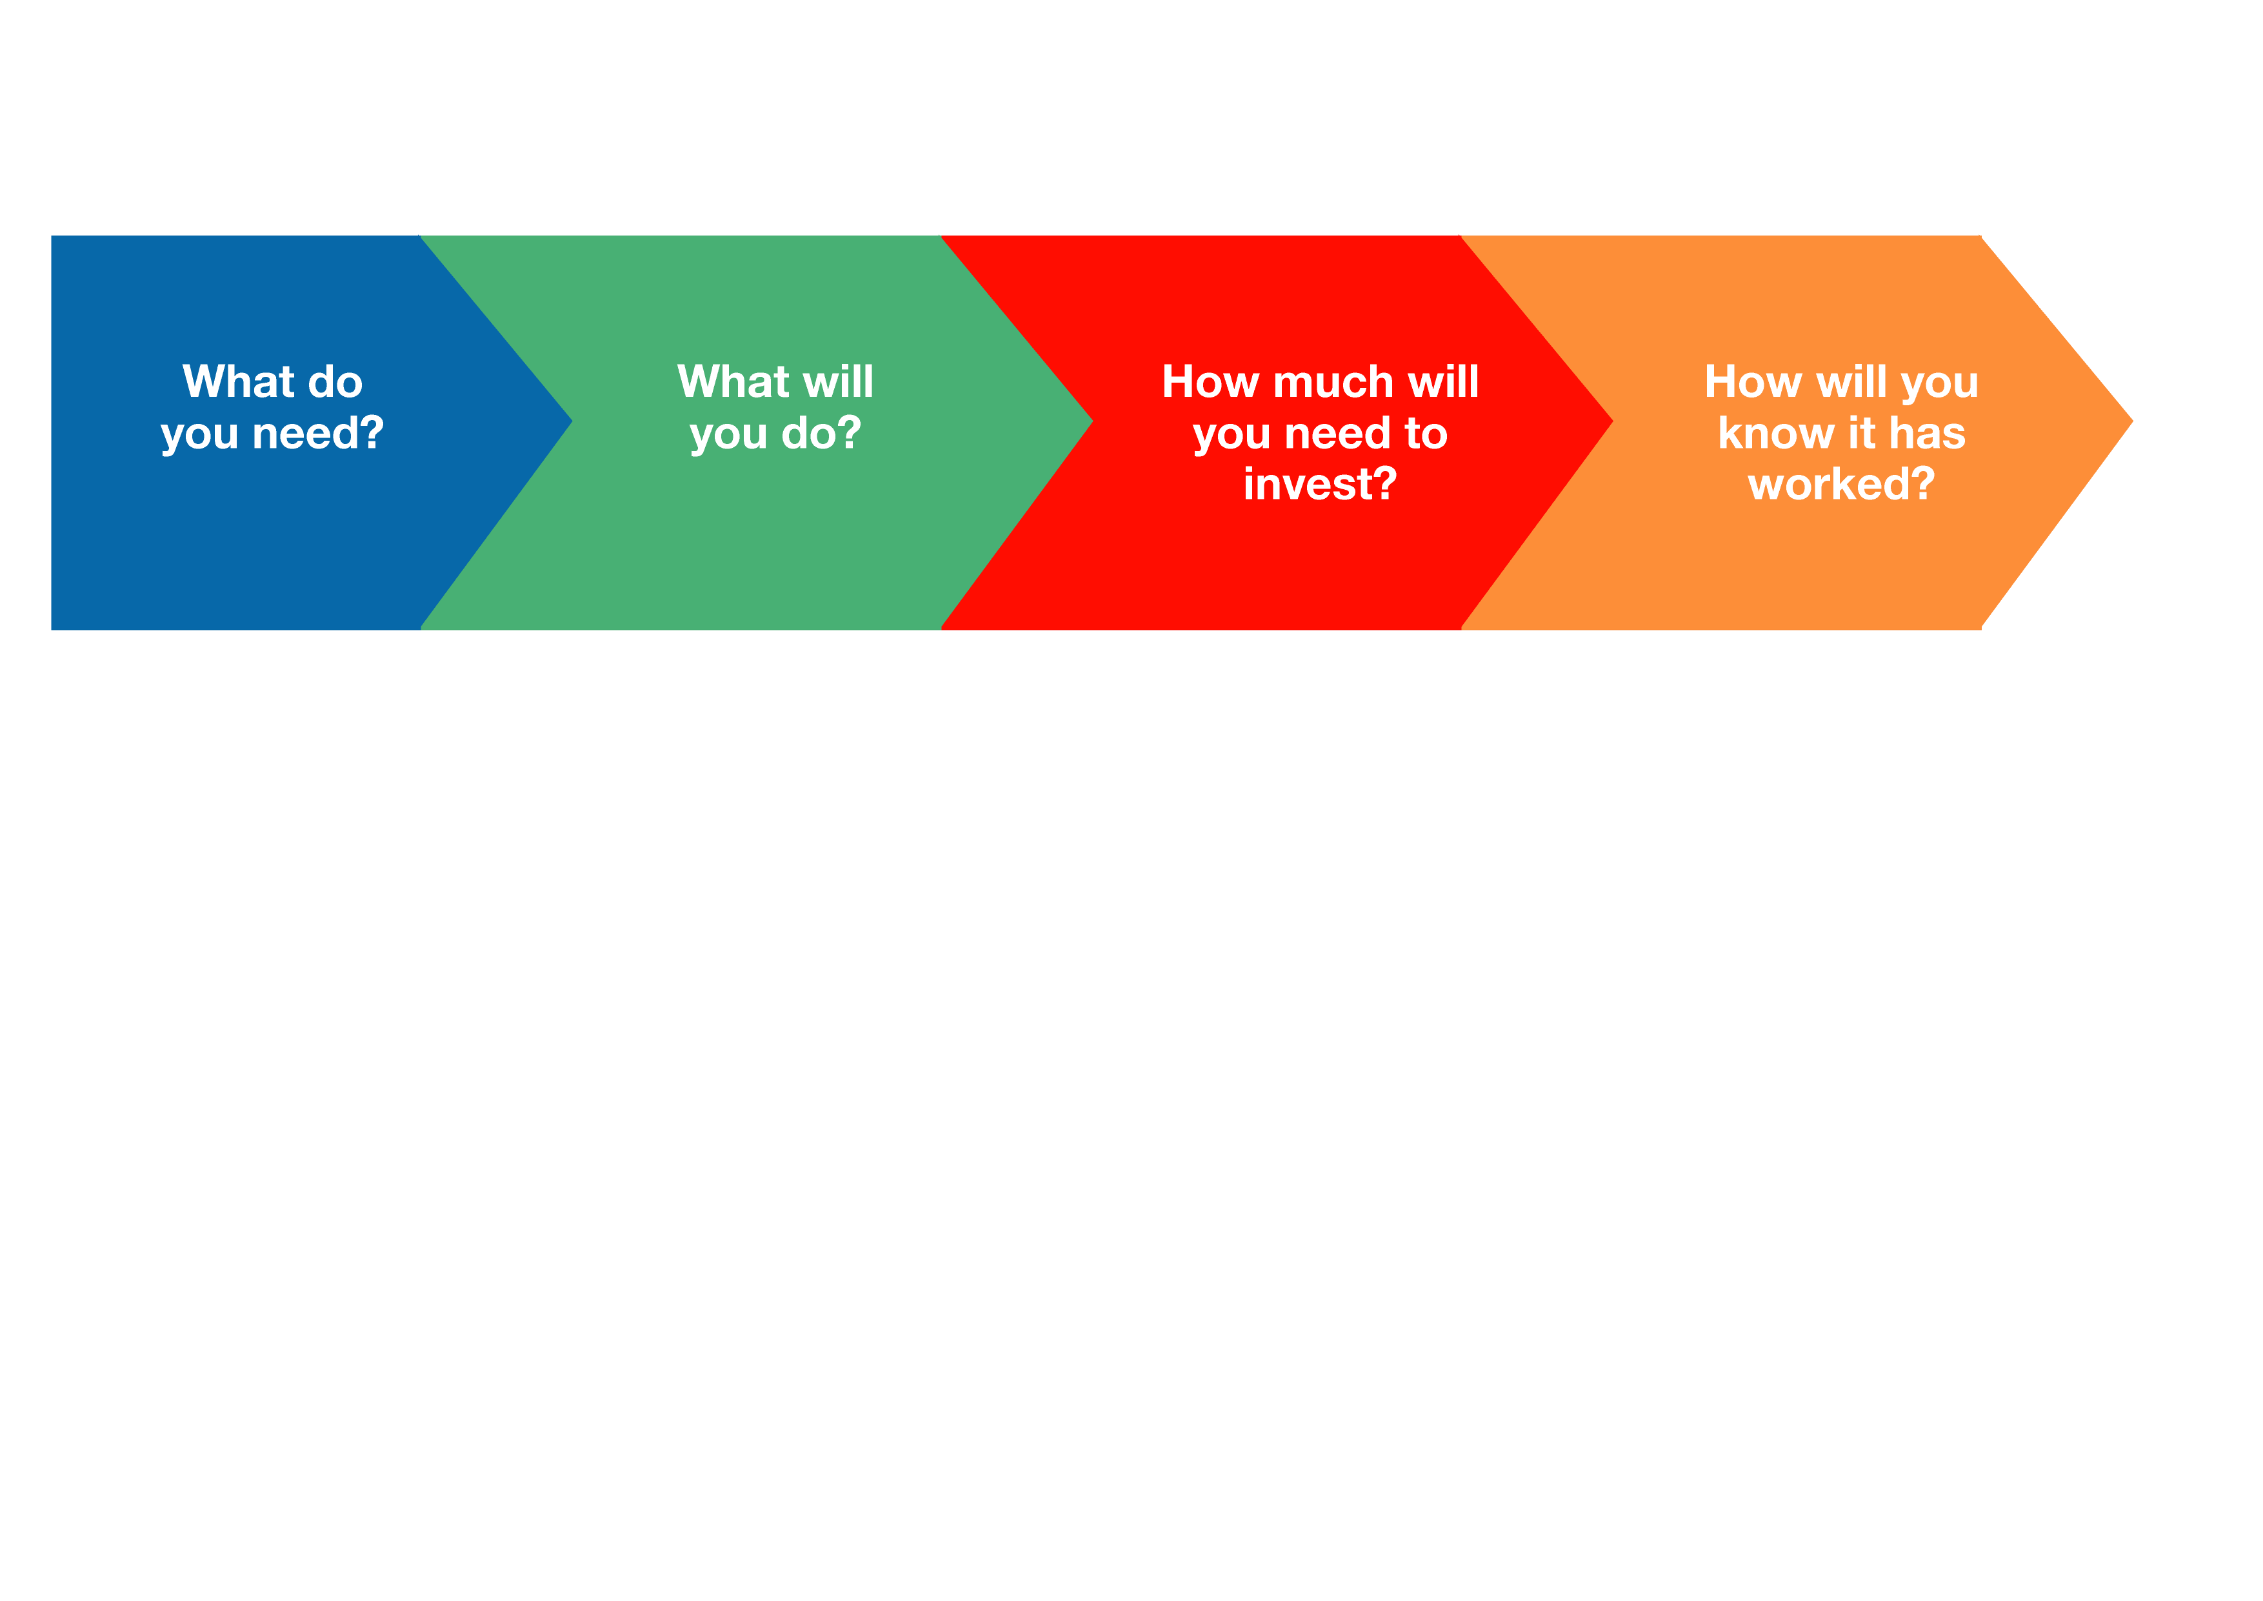 What do
you need?
What will
you do?
How much will
you need to
invest?
How will you
know it has
worked?